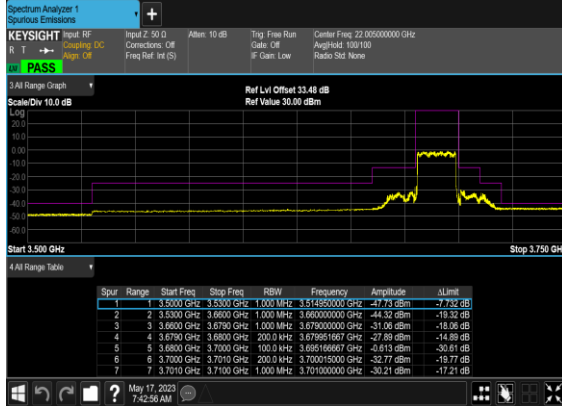 Spectrum Analyzer 1
Spurious Emissions
+
KEYSIGHT Input: RF Input Z: 50 Ω Atten: 10 dB Trig: Free Run Center Freq: 22.005000000 GHz
R T Coupling: DC Corrections: Off Gate: Off Avg|Hold: 100/100
Align: Off Freq Ref: Int (S) IF Gain: Low Radio Std: None
PASS
3 All Range Graph Ref Lvl Offset 33.48 dB
Scale/Div 10.0 dB Ref Value 30.00 dBm
Log
20.0
10.0
0.00
-10.0
-20.0
-30.0
-40.0
-50.0
-60.0
Start 3.500 GHz Stop 3.750 GH
4 All Range Table
Spur Range Start Freq Stop Freq RBW Frequency Amplitude ΔLimit
1 1 3.5000 GHz 3.5300 GHz 1.000 MHz 3.514950000 GHz -47.73 dBm -7.732 dB
2 2 3.5300 GHz 3.6600 GHz 1.000 MHz 3.660000000 GHz -44.32 dBm -19.32 dB
3 3 3.6600 GHz 3.6790 GHz 1.000 MHz 3.679000000 GHz -31.06 dBm -18.06 dB
4 4 3.6790 GHz 3.6800 GHz 200.0 kHz 3.679951667 GHz -27.89 dBm -14.89 dB
5 5 3.6800 GHz 3.7000 GHz 100.0 kHz 3.695166667 GHz -0.613 dBm -30.61 dB
6 6 3.7000 GHz 3.7010 GHz 200.0 kHz 3.700015000 GHz -32.77 dBm -19.77 dB
7 7 3.7010 GHz 3.7100 GHz 1.000 MHz 3.701000000 GHz -30.21 dBm -17.21 dB
? May 17, 2023
7:42:56 AM